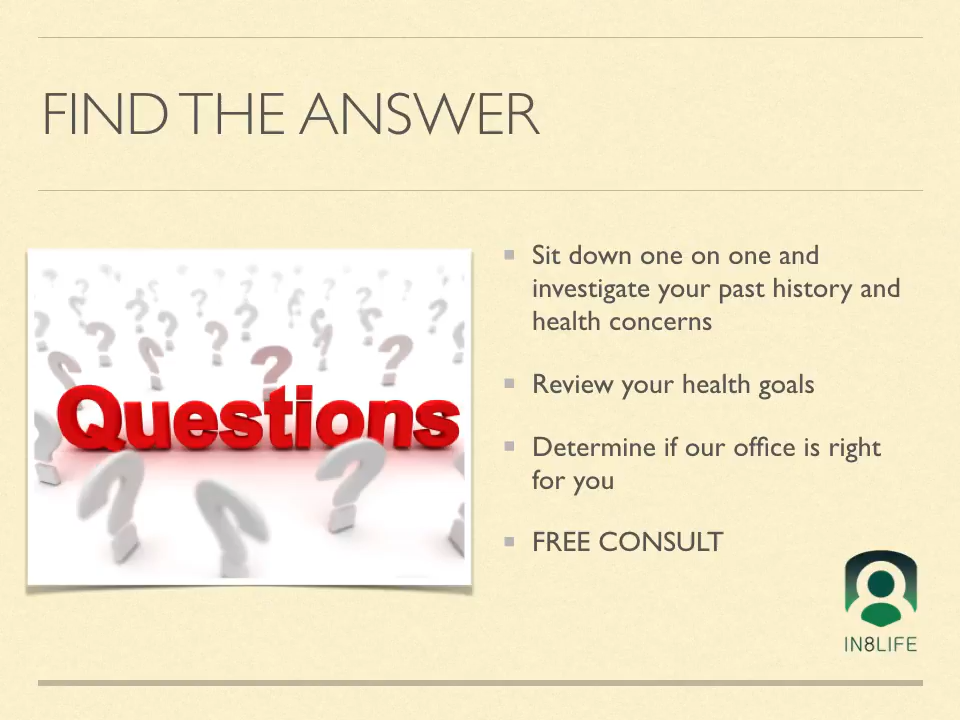 FIND THE ANSWER
Questions
Sit down one on one and
investigate your past history and
health concerns
Review your health goals
Determine if our office is right
for you
FREE CONSULT
IN8LIFE